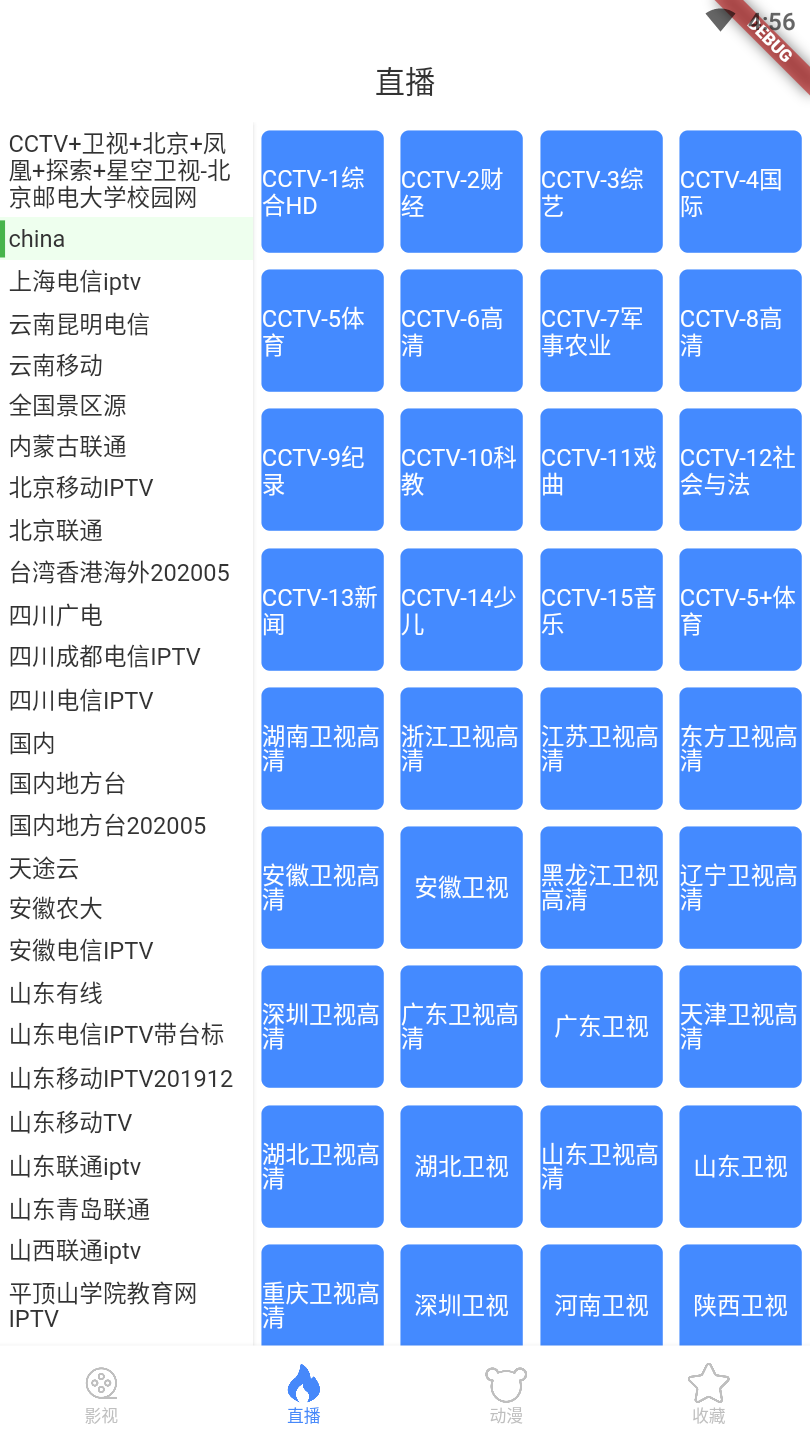 4:56
DEBUG
直播
CCTV+卫视+北京+凤
凰+探索+星空卫视-北
京邮电大学校园网
china
上海电信iptv
云南昆明电信
云南移动
全国景区源
内蒙古联通
北京移动IPTV
北京联通
台湾香港海外202005
四川广电
四川成都电信IPTV
四川电信IPTV
国内
国内地方台
国内地方台202005
天途云
安徽农大
安徽电信IPTV
山东有线
山东电信IPTV带台标
山东移动IPTV201912
山东移动TV
山东联通iptv
山东青岛联通
山西联通iptv
平顶山学院教育网
IPTV
CCTV-1综
合HD
CCTV-2财
经
CCTV-3综
艺
CCTV-4国
际
CCTV-5体
育
CCTV-6高
清
CCTV-7军
事农业
CCTV-8高
清
CCTV-9纪
录
CCTV-10科
教
CCTV-11戏
曲
CCTV-12社
会与法
CCTV-13新
闻
CCTV-14少
儿
CCTV-15音
乐
CCTV-5+体
育
湖南卫视高
清
浙江卫视高
清
江苏卫视高
清
东方卫视高
清
安徽卫视高
清
安徽卫视
黑龙江卫视
高清
辽宁卫视高
清
深圳卫视高
清
广东卫视高
清
广东卫视
天津卫视高
清
湖北卫视高
清
湖北卫视
山东卫视高
清
山东卫视
重庆卫视高
清
深圳卫视
河南卫视
陕西卫视
影视
直播
动漫
收藏